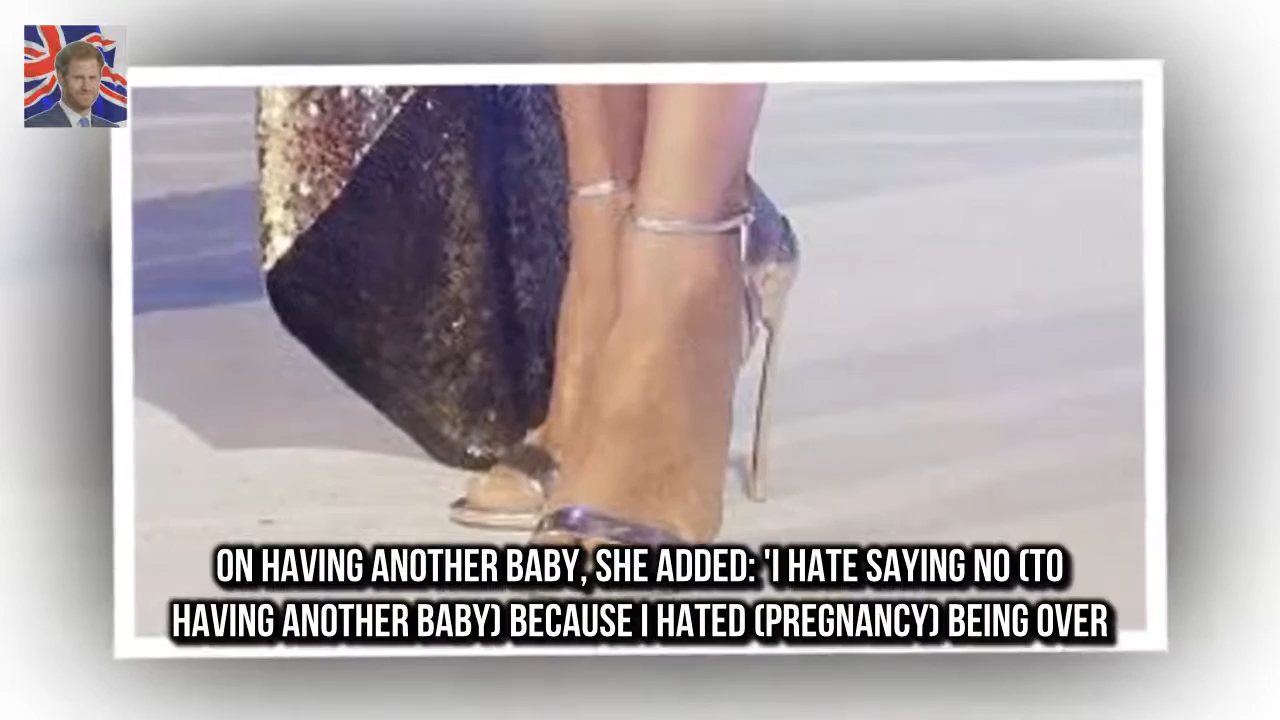 ON HAVING ANOTHER BABY, SHE ADDED: 'I HATE SAYING NO (TO
HAVING ANOTHER BABY) BECAUSE I HATED (PREGNANCY) BEING OVER